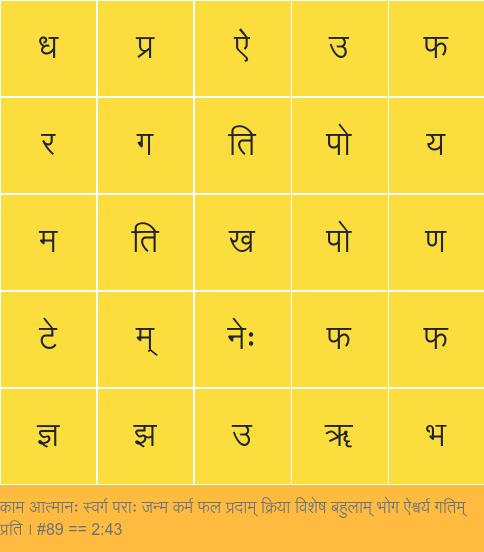 ध प्र ऐ उ फ
र ग ति पो य
म ति ख पो ण
टे म् नेः फ फ
ज्ञ झ उ ॠ भ
काम आत्मानः स्वर्ग पराः जन्म कर्म फल प्रदाम् क्रिया विशेष बहुलाम् भोग ऐश्वर्य गतिम्
प्रति । #89 == 2:43